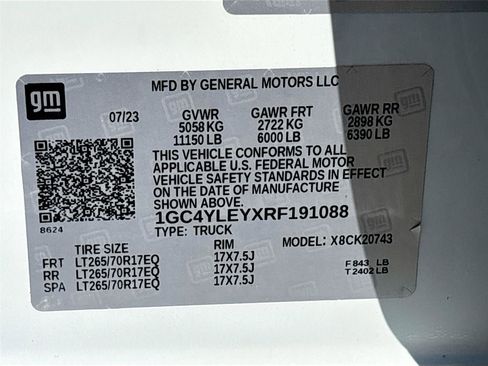 gm
MFD BY GENERAL MOTORS LLC
07/23 GVWR GAWR FRT GAWR RR
5058 KG 2722 KG 2898 KG
11150 LB 6000 LB 6390 LB
THIS VEHICLE CONFORMS TO ALL
APPLICABLE U.S. FEDERAL MOTOR
VEHICLE SAFETY STANDARDS IN EFFECT
ON THE DATE OF MANUFACTURE
SHOWN ABOVE.
8624 1GC4YLEYXRF191088
TYPE: TRUCK MODEL: X8CK20743
TIRE SIZE RIM
FRT LT265/70R17EQ 17X7.5J F 843 LB
RR LT265/70R17EQ 17X7.5J T 2402 LB
SPA LT265/70R17EQ 17X7.5J